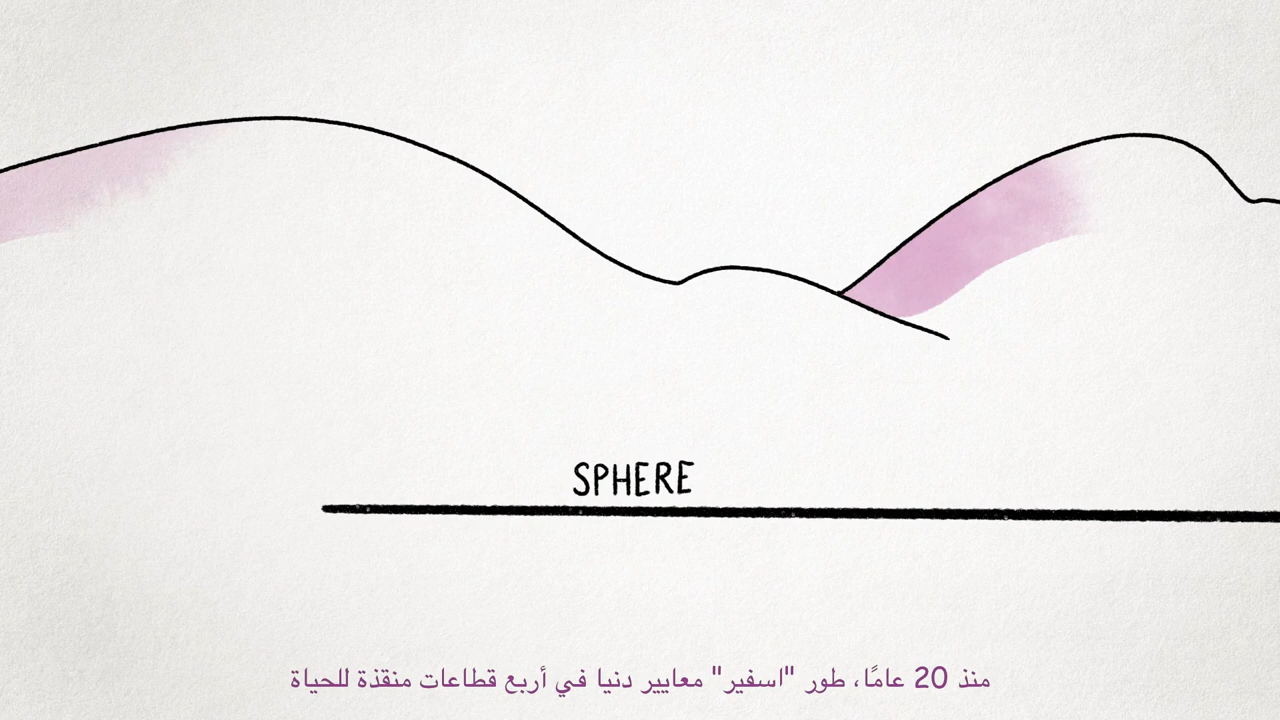 SPHERE
منذ 20 عامًا، طور "اسفير" معايير دنيا في أربع قطاعات منقذة للحياة